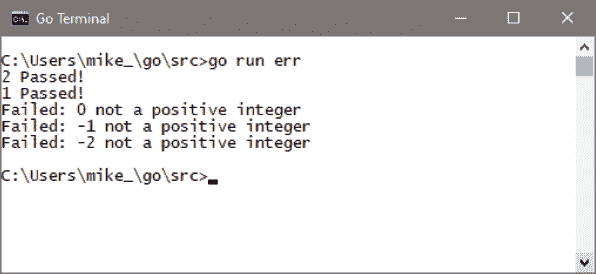 Go Terminal
C:\Users\mike_\go\src>go run err
2 Passed!
1 Passed!
Failed: 0 not a positive integer
Failed: -1 not a positive integer
Failed: -2 not a positive integer
C:\Users\mike_\go\src>